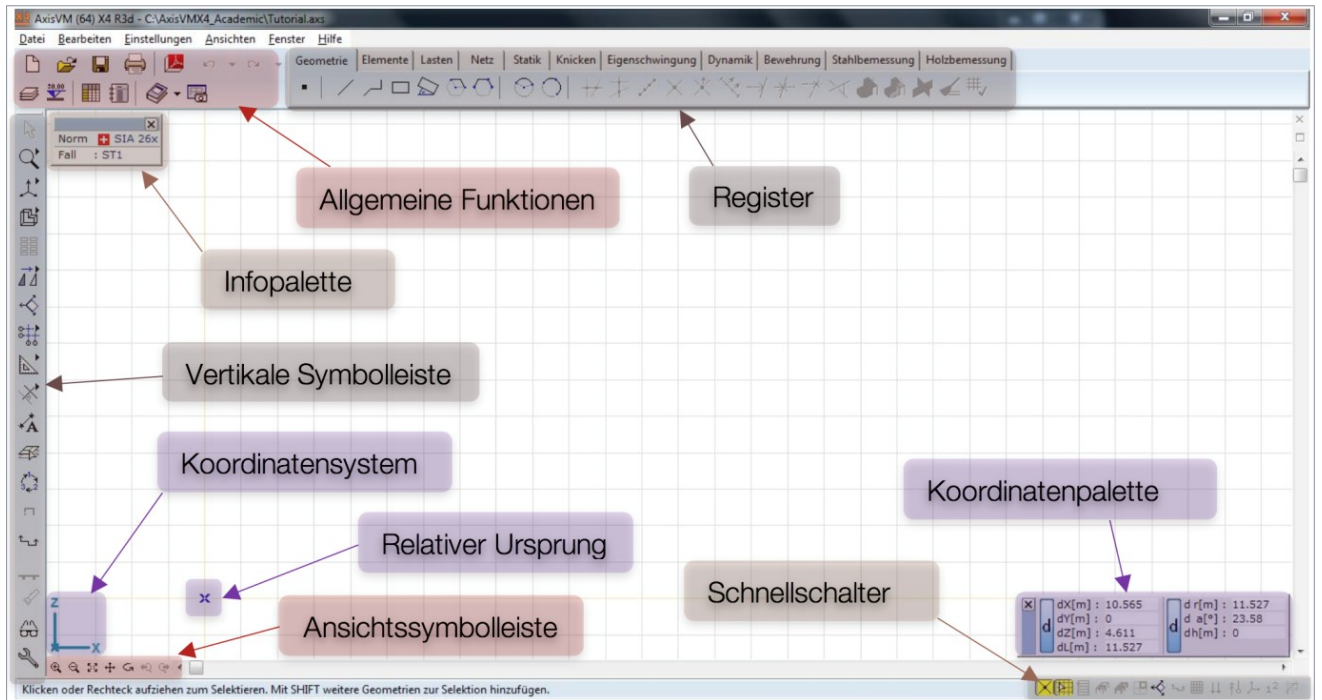 AxisVM (64) X4 R3d - C:\AxisVMX4_Academic\Tutorial.axs
Datei Bearbeiten Einstellungen Ansichten Fenster Hilfe
Geometrie Elemente Lasten Netz Statik Knicken Eigenschwingung Dynamik Bewehrung Stahlbemessung Holzbemessung
Norm SIA 26x
Fall : ST1
Allgemeine Funktionen
Register
Infopalette
Vertikale Symbolleiste
Koordinatensystem
Koordinatenpalette
Relativer Ursprung
Schnellschalter
Z
X
Ansichtssymbolleiste
d
dX[m] : 10.565
dY[m] : 0
dZ[m] : 4.611
dL[m] : 11.527
d
d r[m] : 11.527
d a[°] : 23.58
dh[m] : 0
Klicken oder Rechteck aufziehen zum Selektieren. Mit SHIFT weitere Geometrien zur Selektion hinzufügen.